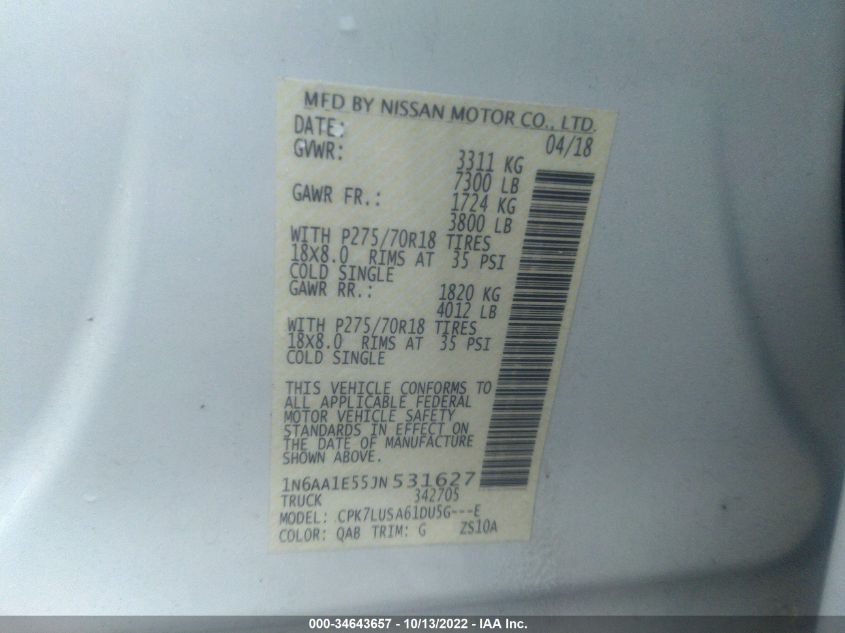 MFD BY NISSAN MOTOR CO., LTD.
DATE: 04/18
GVWR: 3311 KG
7300 LB
GAWR FR.: 1724 KG
3800 LB
WITH P275/70R18 TIRES
18X8.0 RIMS AT 35 PSI
COLD SINGLE
GAWR RR.: 1820 KG
4012 LB
WITH P275/70R18 TIRES
18X8.0 RIMS AT 35 PSI
COLD SINGLE
THIS VEHICLE CONFORMS TO
ALL APPLICABLE FEDERAL
MOTOR VEHICLE SAFETY
STANDARDS IN EFFECT ON
THE DATE OF MANUFACTURE
SHOWN ABOVE.
1N6AA1E55JN531627
TRUCK 342705
MODEL: CPK7LUSA61DU5G---E
COLOR: QAB TRIM: G ZS10A
000-34643657 - 10/13/2022 - IAA Inc.